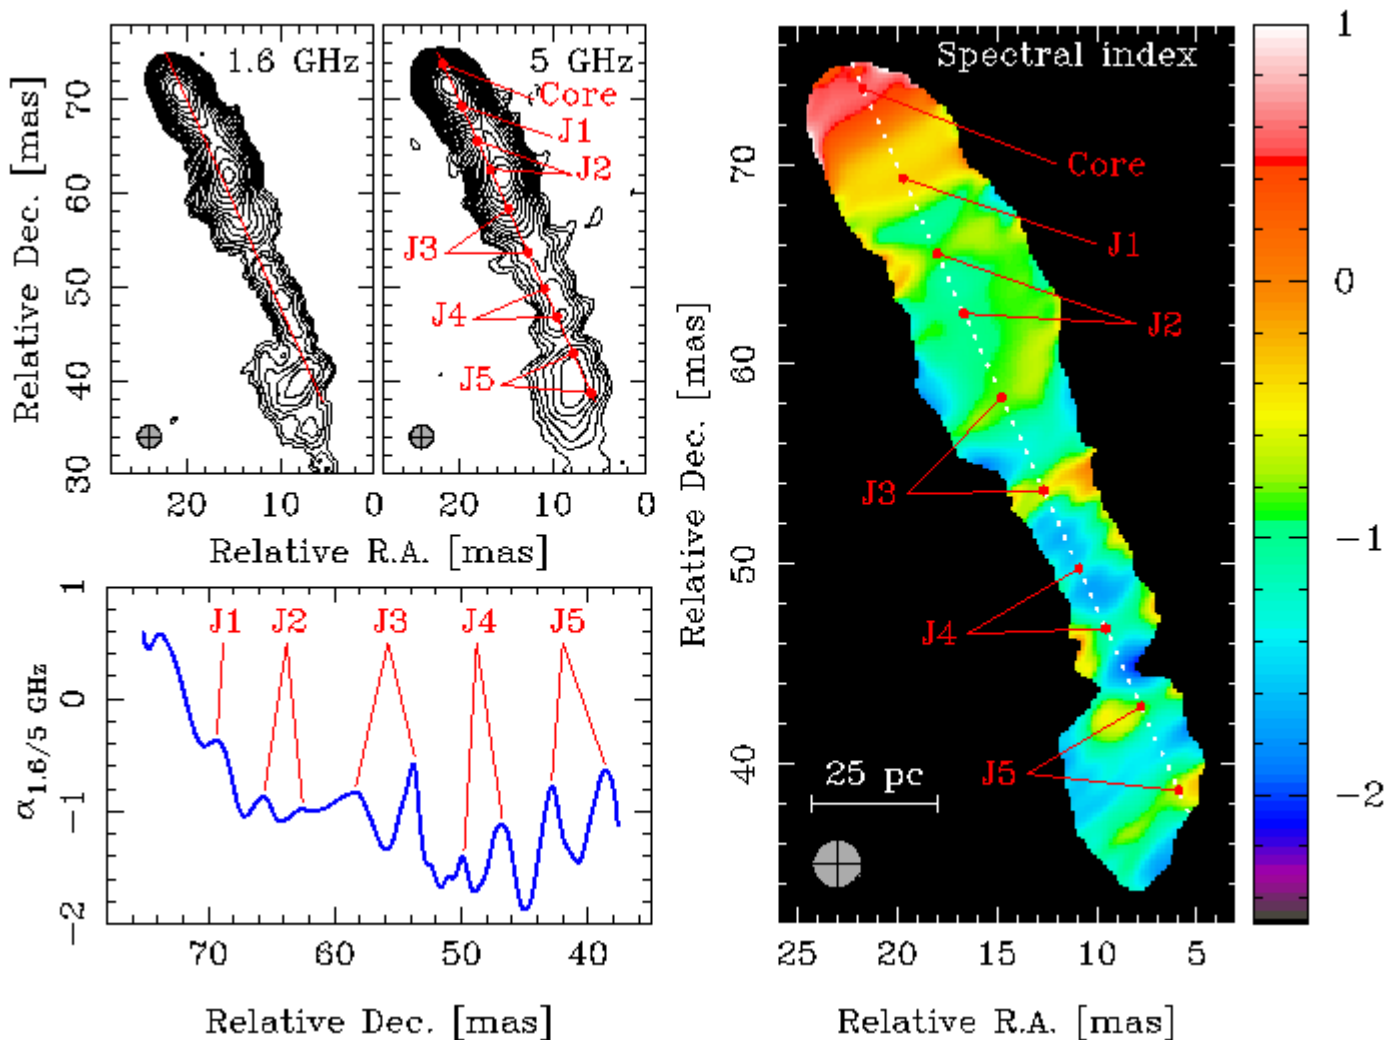 1.6 GHz
5 GHz
Core
J1
J2
J3
J4
J5
Relative Dec. [mas]
70
60
50
40
30
20
10
0
20
10
0
Relative R.A. [mas]
J1
J2
J3
J4
J5
α1.6/5 GHz
1
0
-1
-2
70
60
50
40
Relative Dec. [mas]
Spectral index
Core
J1
J2
J3
J4
J5
25 pc
Relative Dec. [mas]
70
60
50
40
25
20
15
10
5
Relative R.A. [mas]
1
0
-1
-2